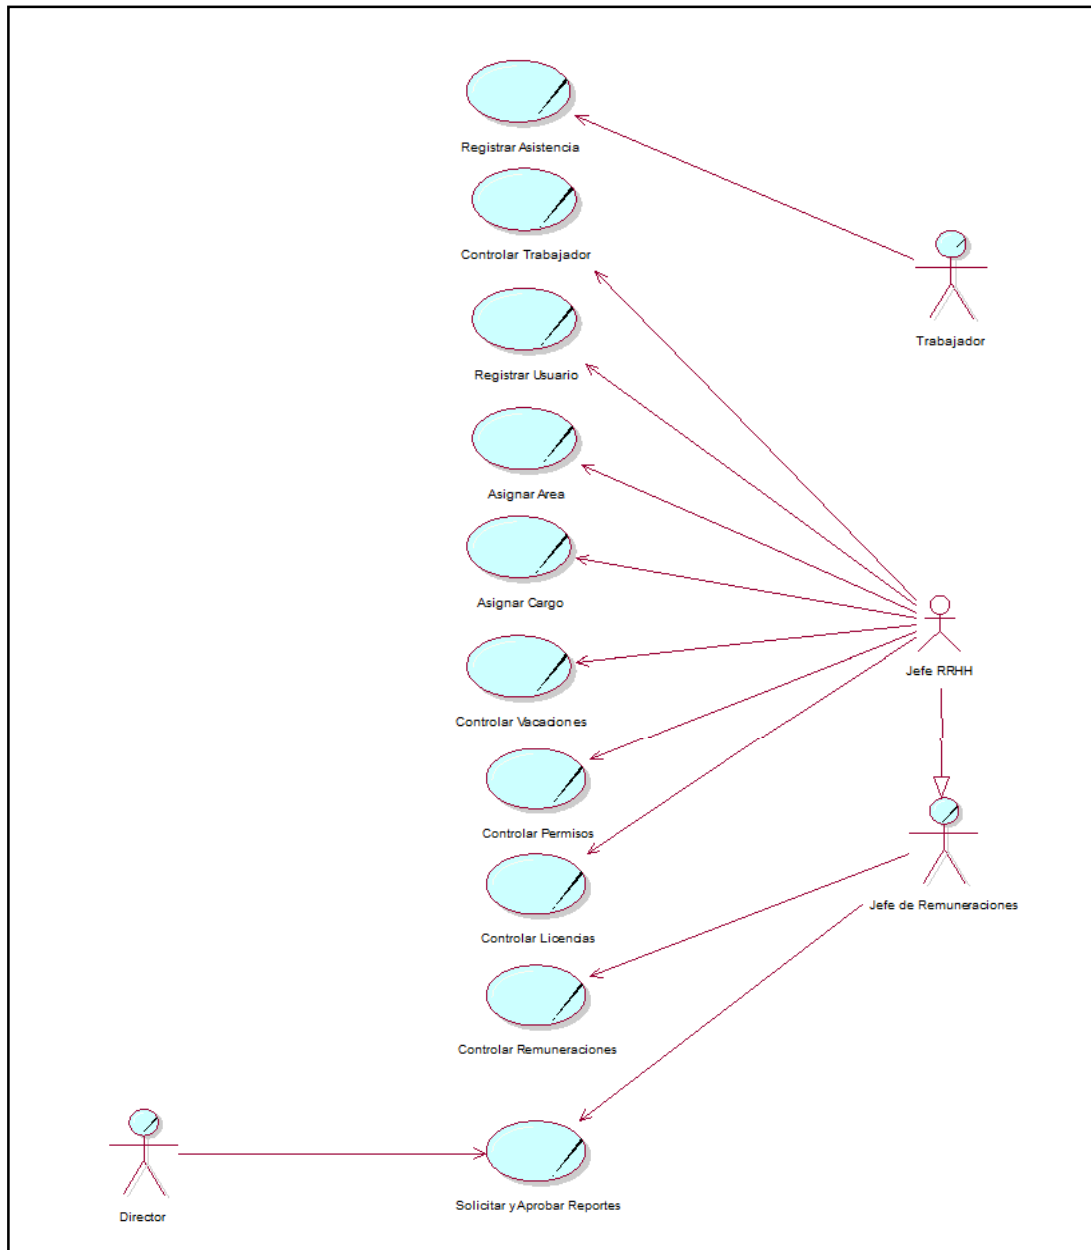 Registrar Asistencia
Controlar Trabajador
Trabajador
Registrar Usuario
Asignar Area
Asignar Cargo
Jefe RRHH
Controlar Vacaciones
Controlar Permisos
Jefe de Remuneraciones
Controlar Licencias
Controlar Remuneraciones
Solicitar y Aprobar Reportes
Director